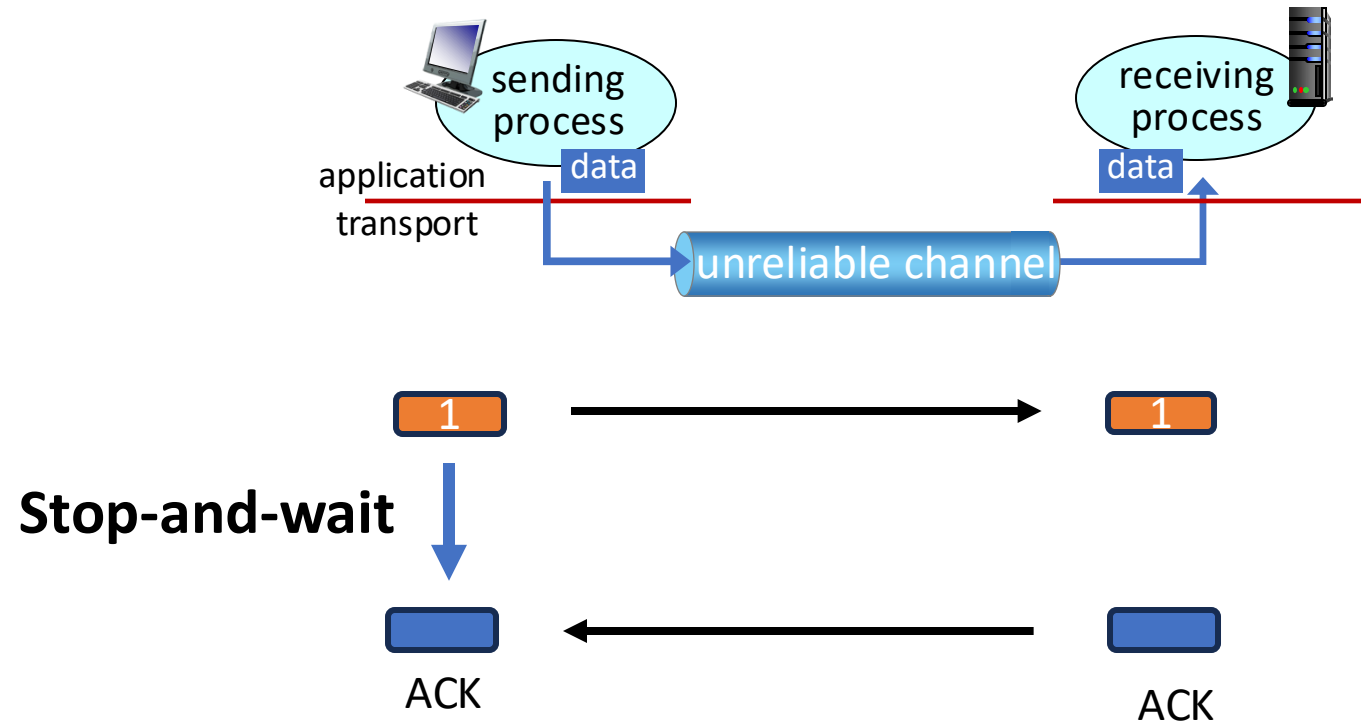 sending
process
receiving
process
data
data
application
transport
unreliable channel
1
1
Stop-and-wait
ACK
ACK